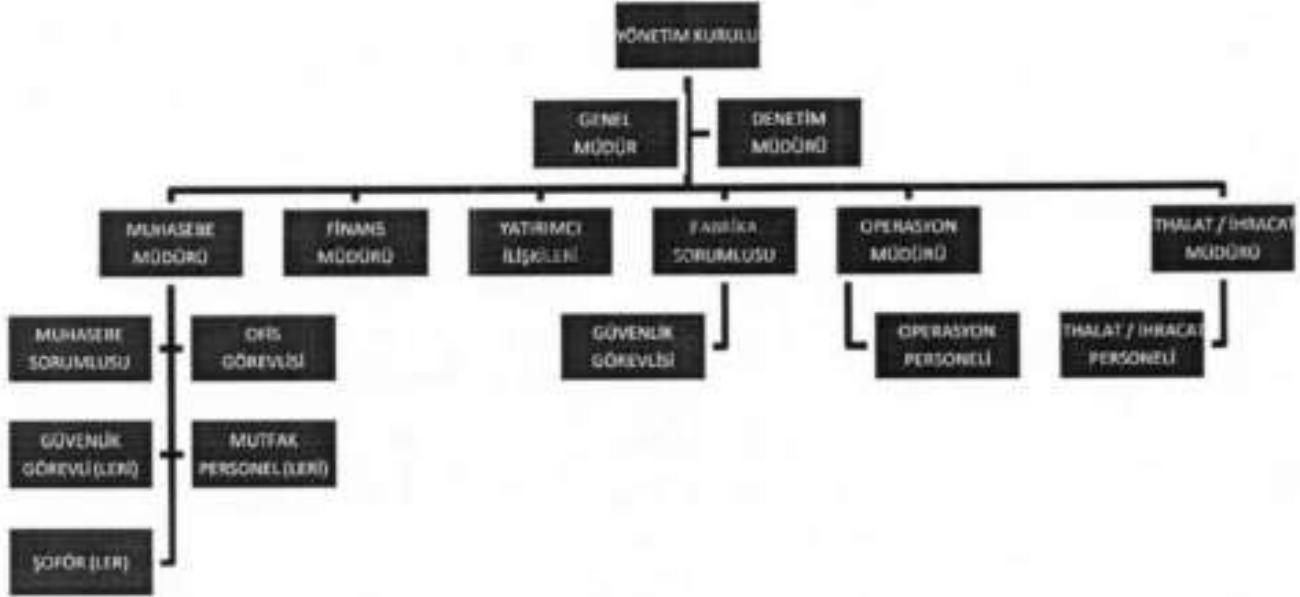 YÖNETİM KURULU
GENEL
MÜDÜR
DENETİM
MÜDÜRÜ
MUHASEBE
MÜDÜRÜ
FİNANS
MÜDÜRÜ
YATIRIMCI
İLİŞKİLERİ
FABRİKA
SORUMLUSU
OPERASYON
MÜDÜRÜ
THALAT / İHRACAT
MÜDÜRÜ
MUHASEBE
SORUMLUSU
OFİS
GÖREVLİSİ
GÜVENLİK
GÖREVLİSİ
OPERASYON
PERSONELİ
THALAT / İHRACAT
PERSONELİ
GÜVENLİK
GÖREVLİ (LERİ)
MUTFAK
PERSONEL (LERİ)
ŞOFÖR (LER)